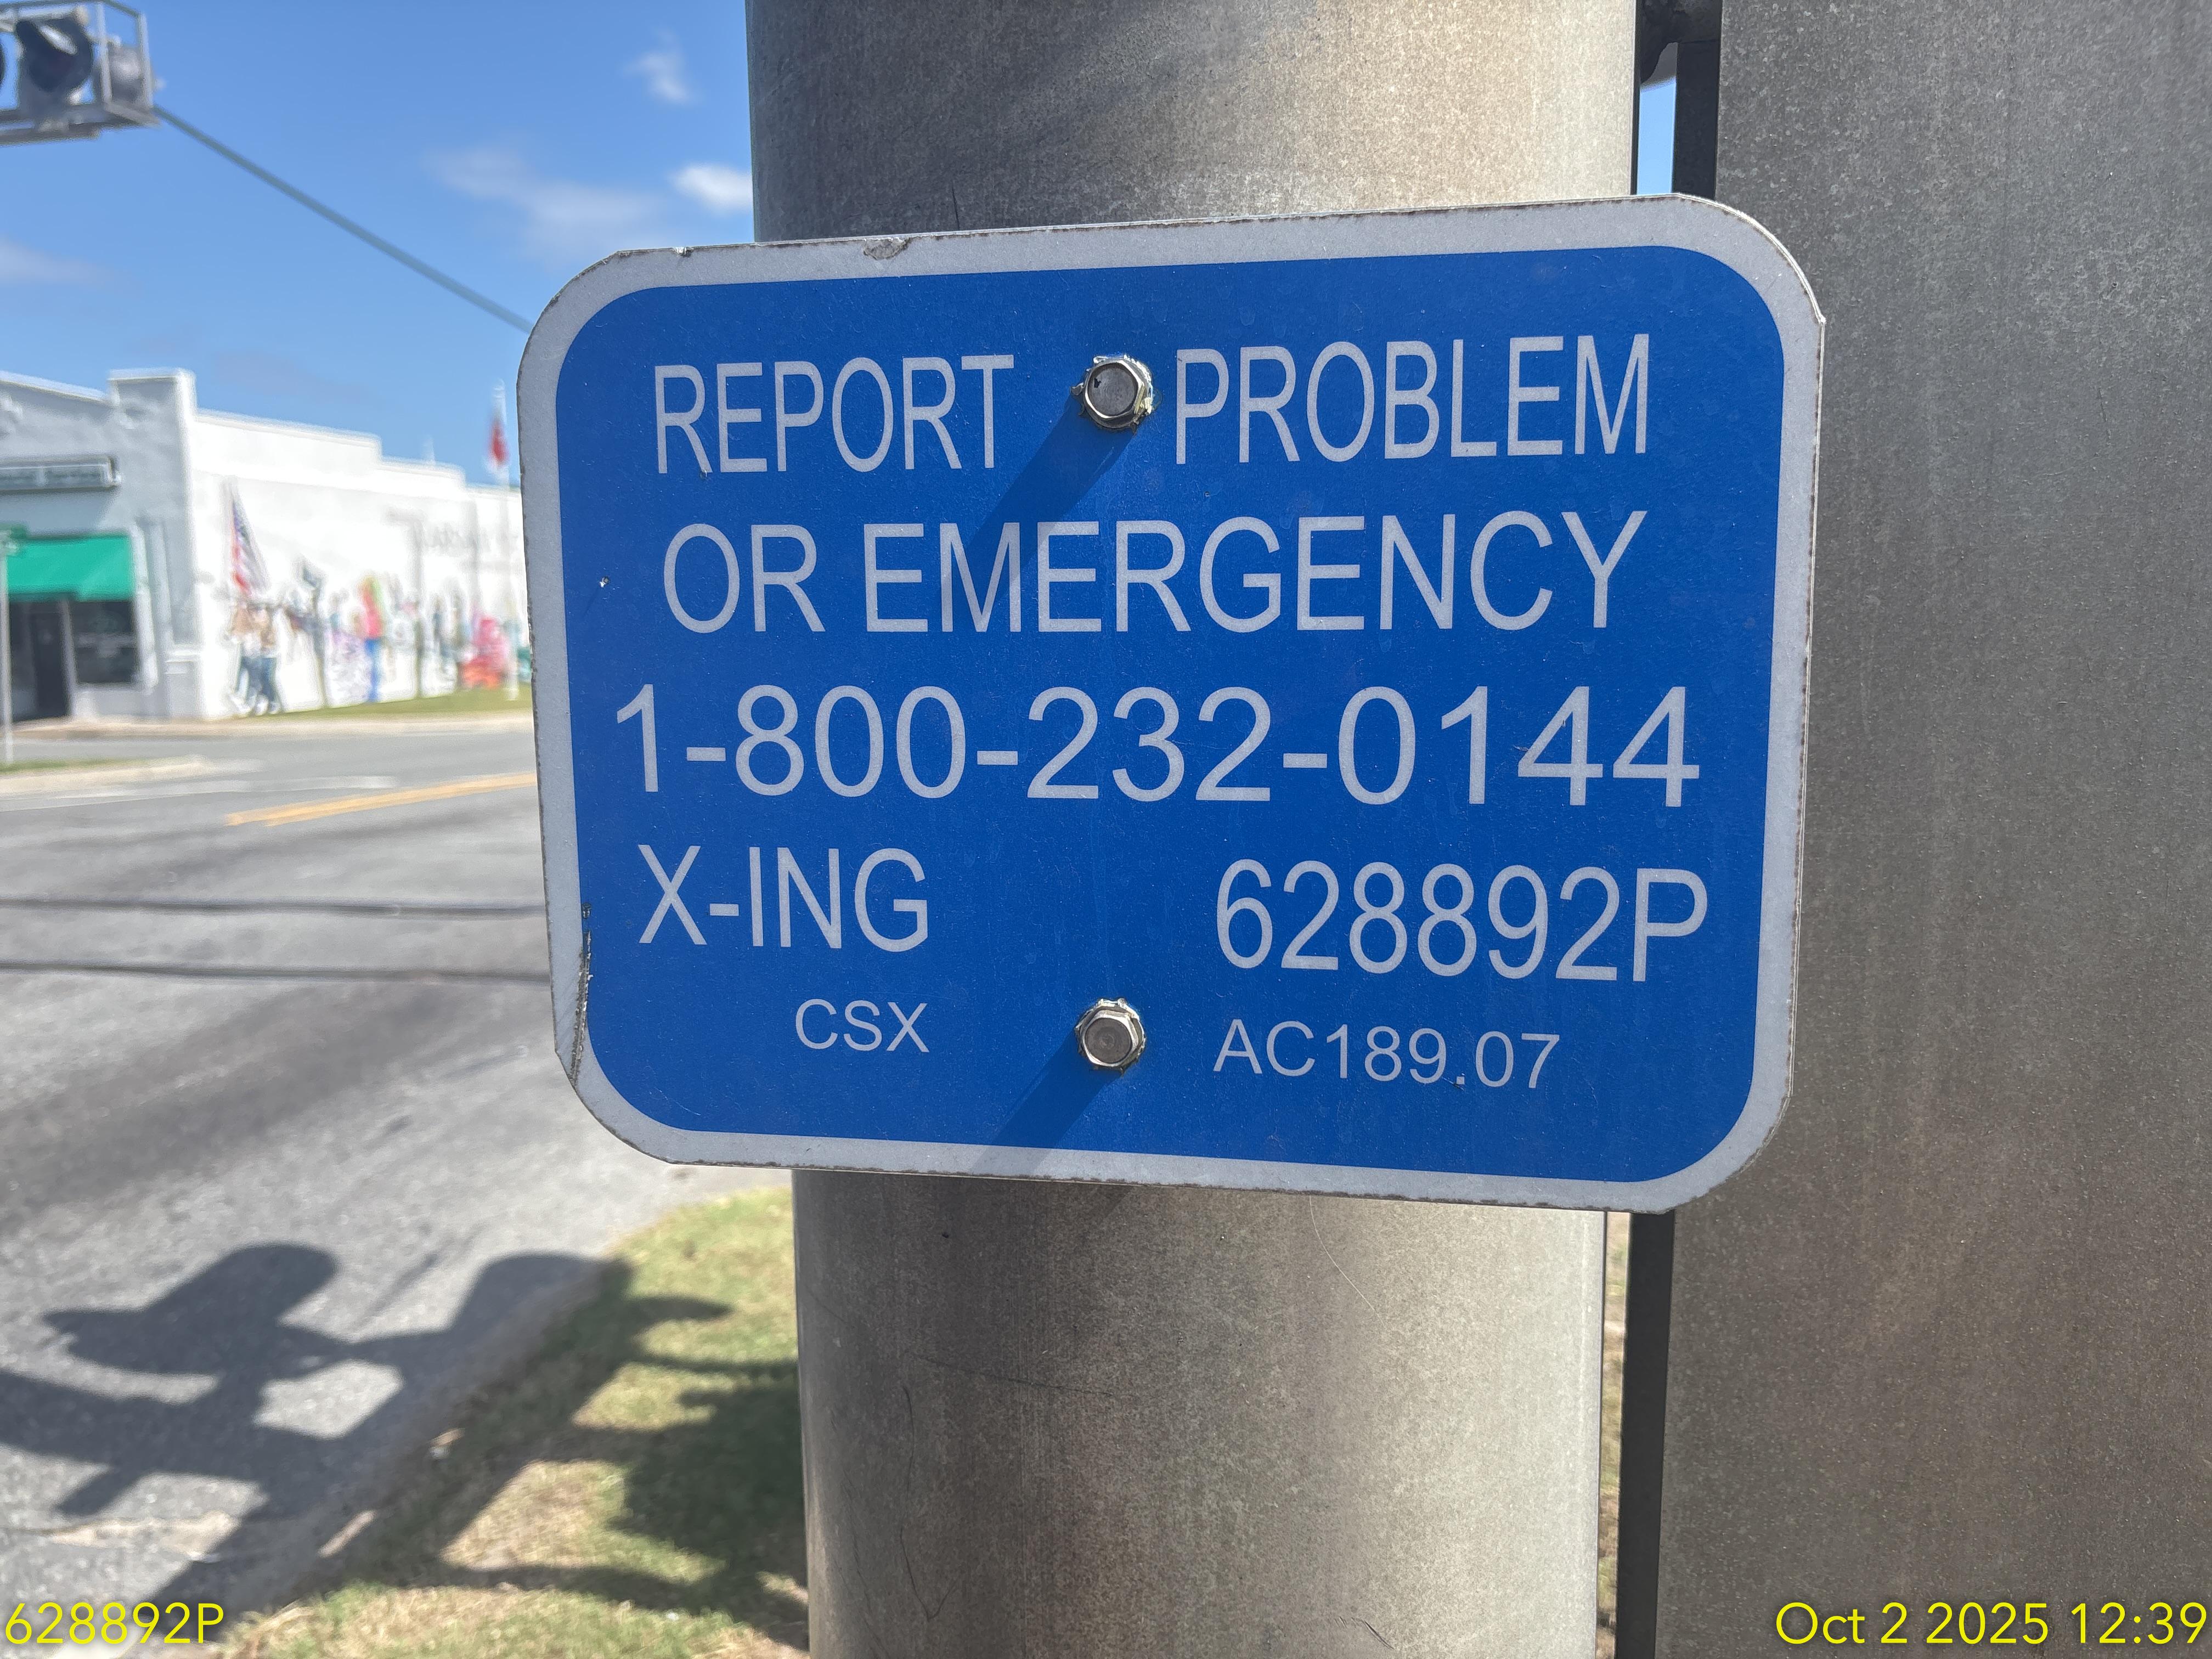 REPORT PROBLEM
OR EMERGENCY
1-800-232-0144
X-ING 628892P
CSX AC189.07
628892P
Oct 2 2025 12:39